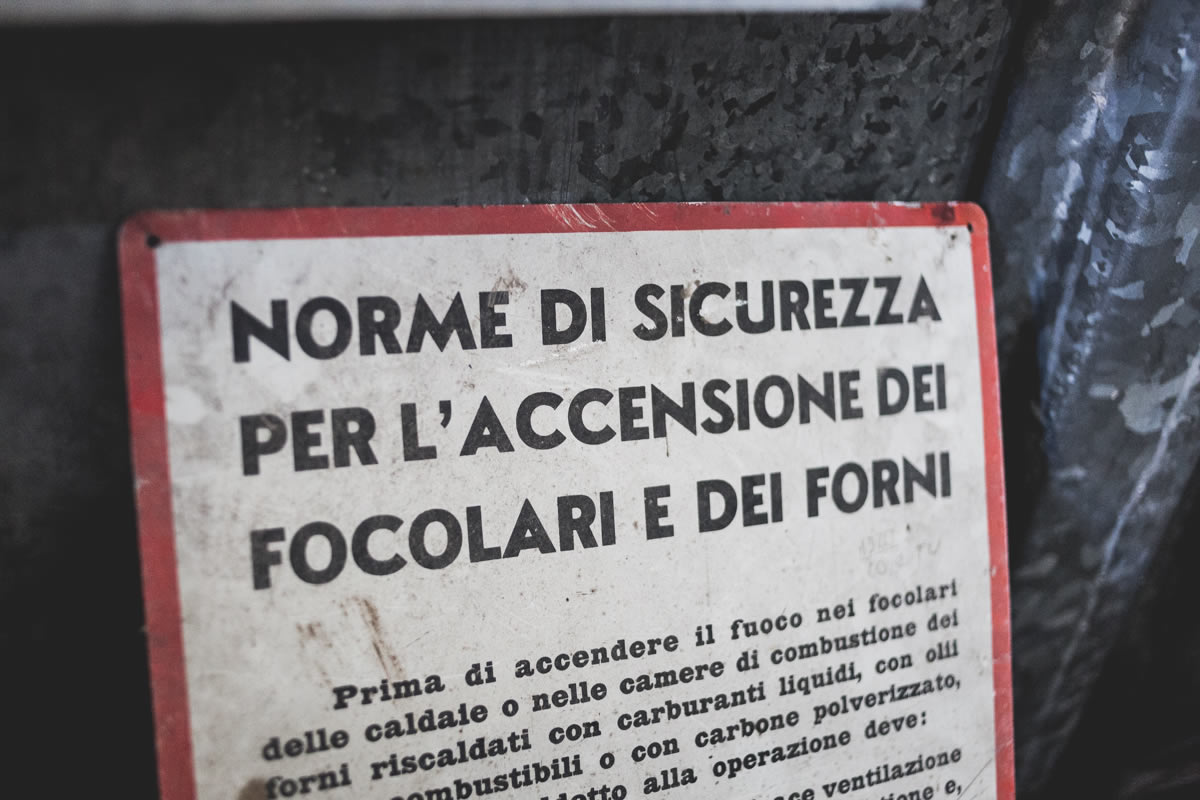 NORME DI SICUREZZA
PER L'ACCENSIONE DEI
FOCOLARI E DEI FORNI
Prima di accendere il fuoco nei focolari
delle caldaie o nelle camere di combustione dei
forni riscaldati con carburanti liquidi, con olii
combustibili o con carbone polverizzato,
alla operazione deve:
ventilazione
e,